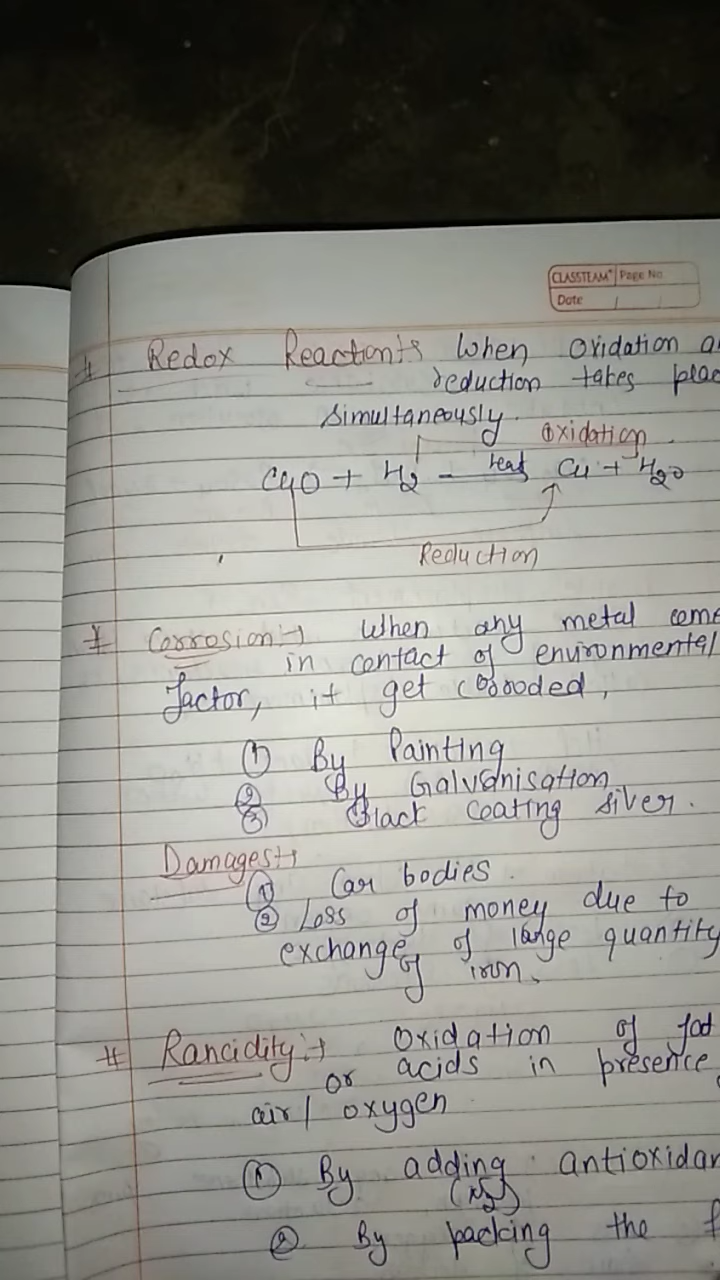 CLASSTEAM Page No.
Date / /
# Redox Reaction:→ When Oxidation a
reduction takes plac
simultaneously.
Oxidation
CuO + H2 heat Cu + H2O
Reduction
# Corrosion:→ When any metal come
in contact of environmental
factor, it get corooded,
① By Painting
② By Galvanisation
③ Black coating silver.
Damages:→
① Car bodies.
② Loss of money due to
exchange of large quantity
of iron.
# Rancidity:→ Oxidation of fat
or acids in presence
air/ oxygen
① By adding antioxidan
(N2)
② By packing the f